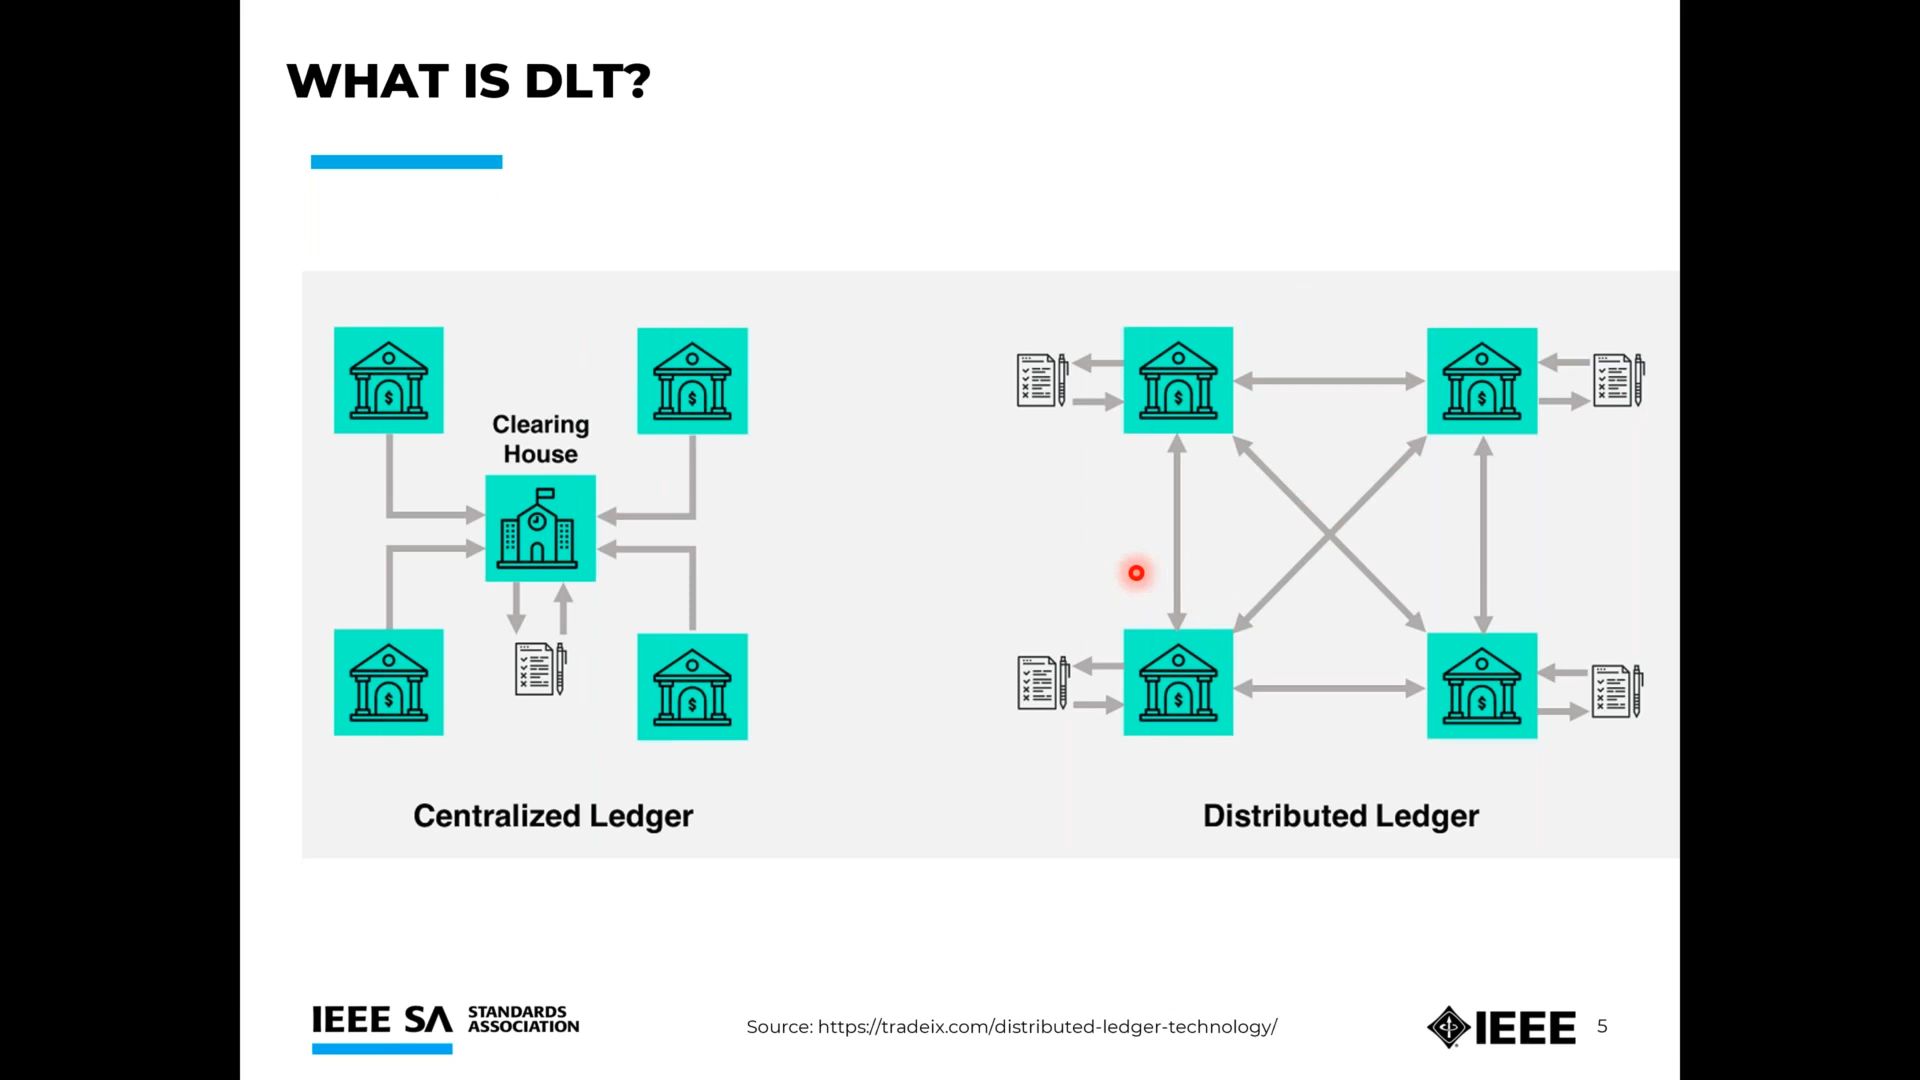 WHAT IS DLT?
Clearing
House
Centralized Ledger
Distributed Ledger
IEEE SA
STANDARDS
ASSOCIATION
Source: https://tradeix.com/distributed-ledger-technology/
IEEE
5